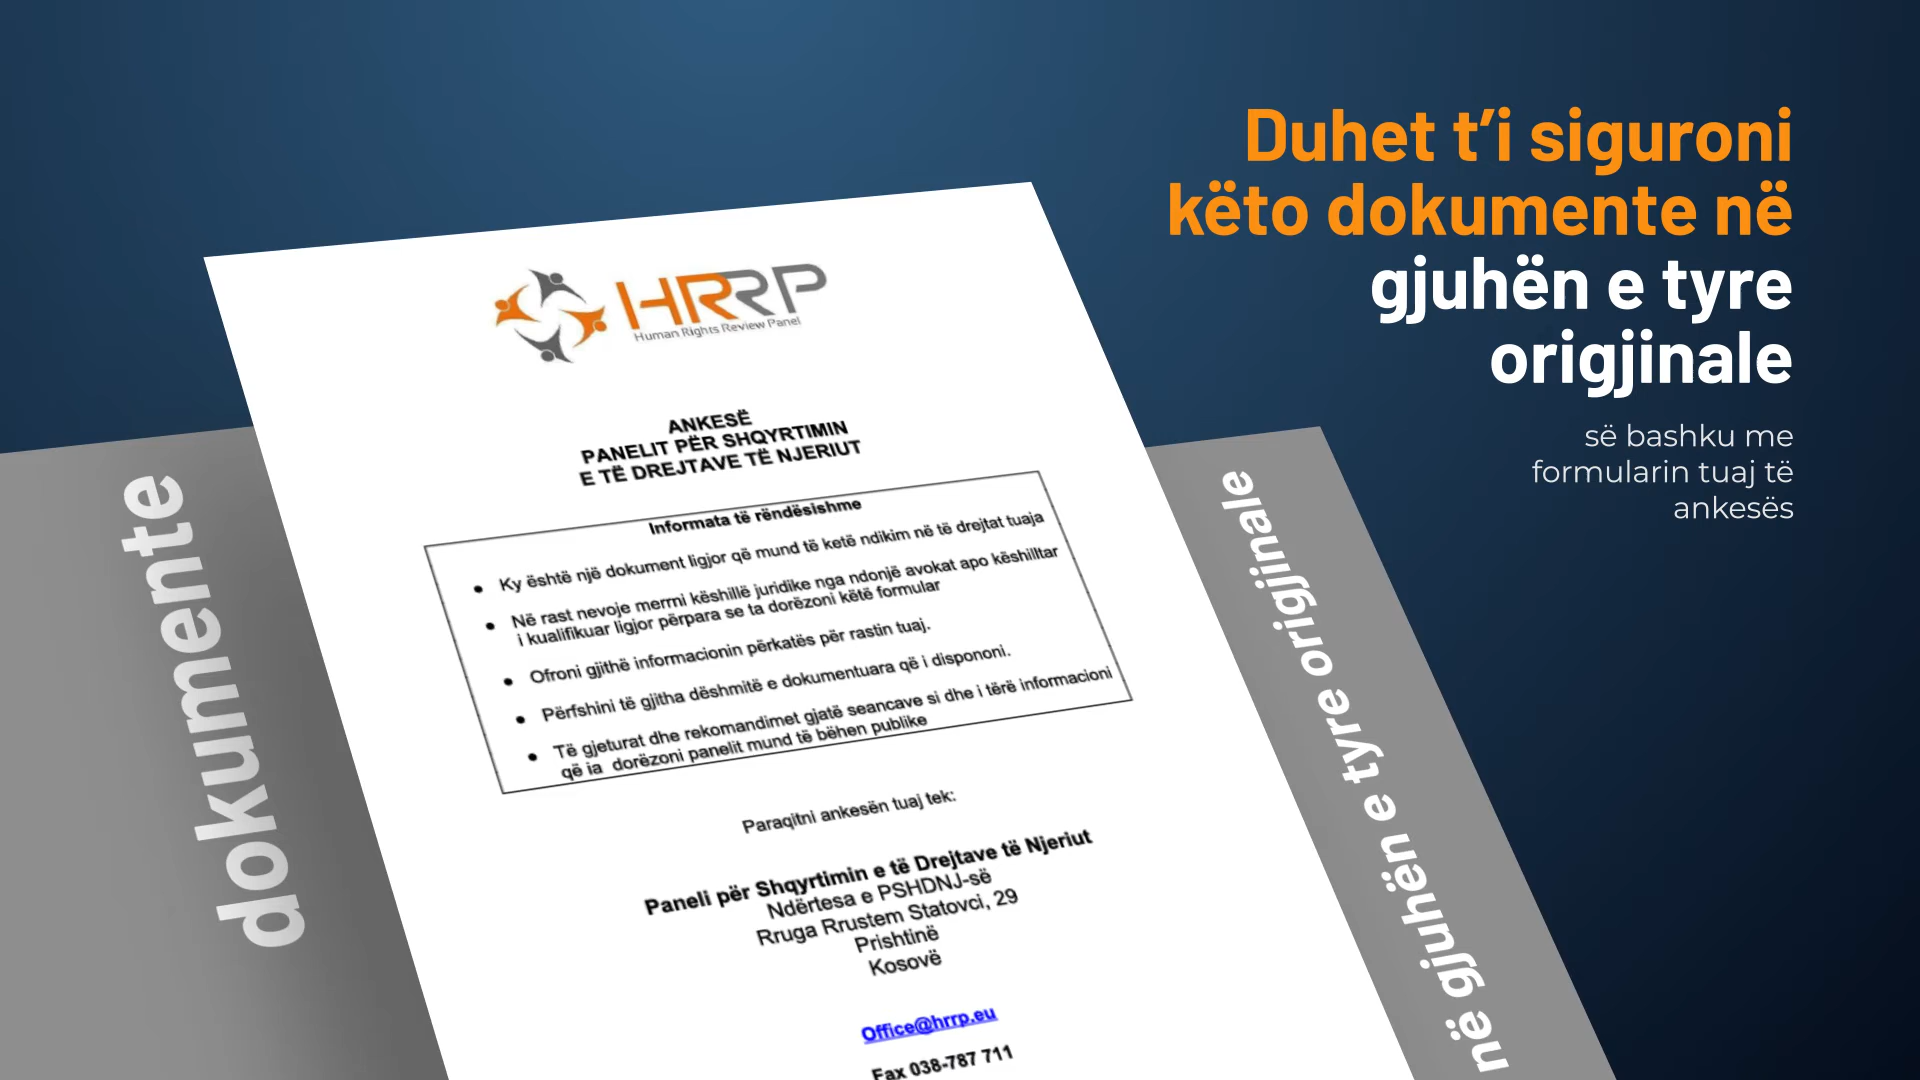 Duhet t’i siguroni
këto dokumente në
gjuhën e tyre
origjinale
së bashku me
formularin tuaj të
ankesës
dokumente
HRRP
Human Rights Review Panel
ANKESË
PANELIT PËR SHQYRTIMIN
E TË DREJTAVE TË NJERIUT
Informata të rëndësishme
• Ky është një dokument ligjor që mund të ketë ndikim në të drejtat tuaja
• Në rast nevoje merrni këshillë juridike nga ndonjë avokat apo këshilltar
i kualifikuar ligjor përpara se ta dorëzoni këtë formular
• Ofroni gjithë informacionin përkatës për rastin tuaj.
• Përfshini të gjitha dëshmitë e dokumentuara që i dispononi.
• Të gjeturat dhe rekomandimet gjatë seancave si dhe i tërë informacioni
që ia dorëzoni panelit mund të bëhen publike
Paraqitni ankesën tuaj tek:
Paneli për Shqyrtimin e të Drejtave të Njeriut
Ndërtesa e PSHDNJ-së
Rruga Rrustem Statovci, 29
Prishtinë
Kosovë
Office@hrrp.eu
Fax 038-787 711
në gjuhën e tyre origjinale